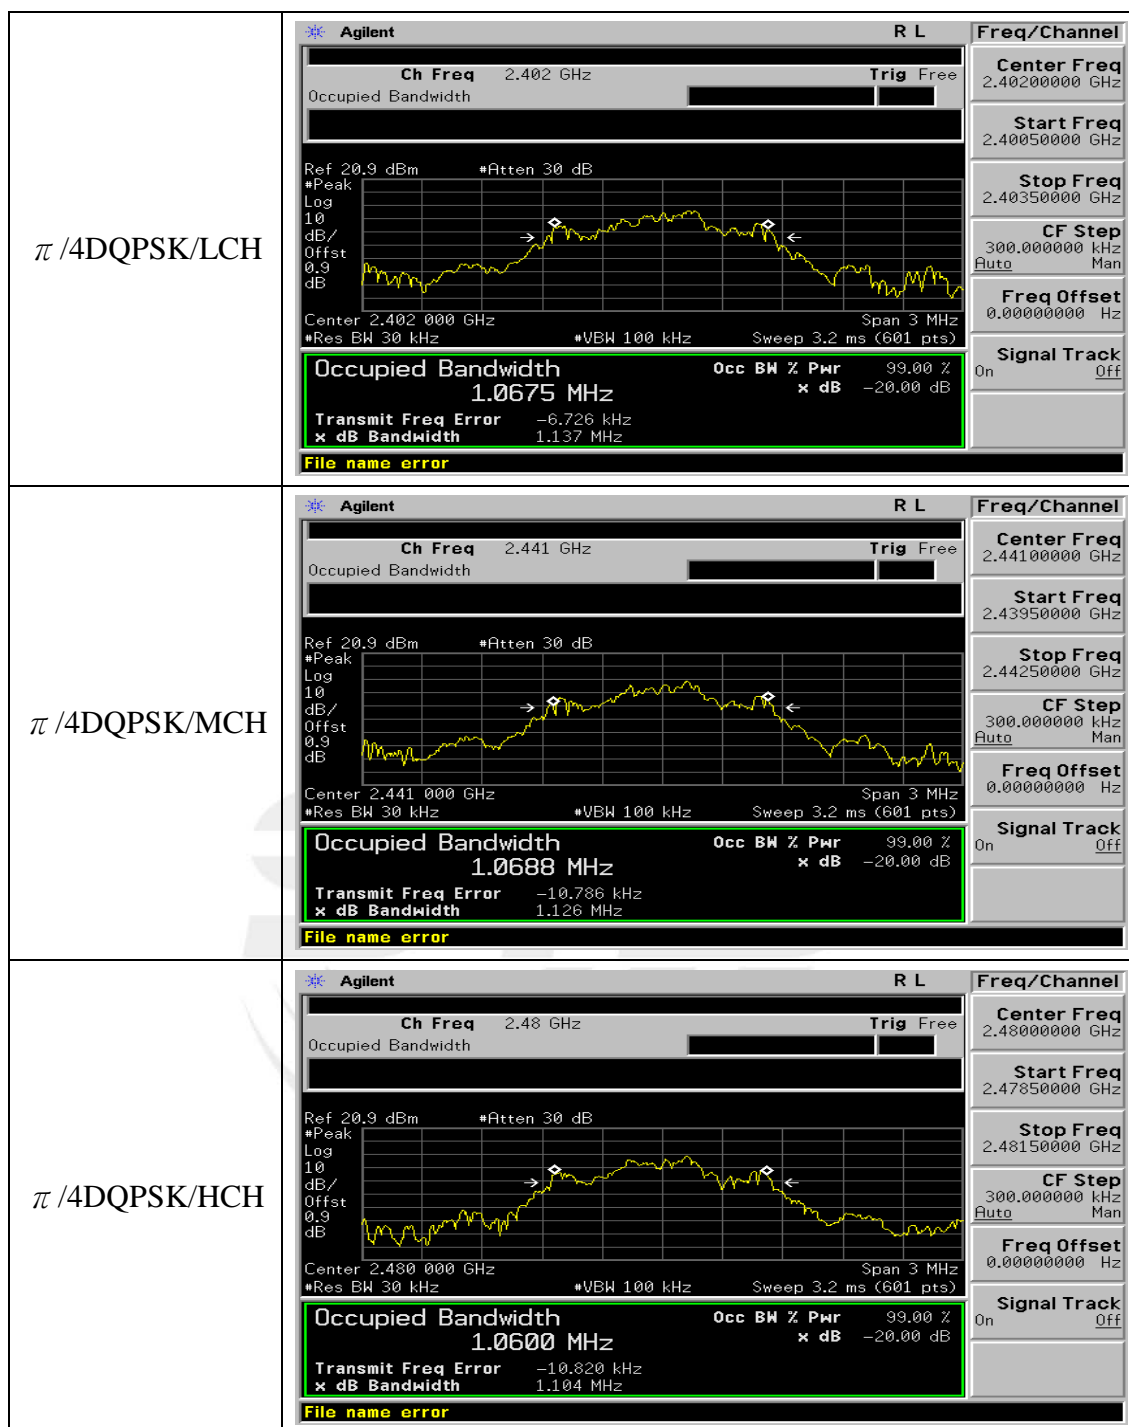 π/4DQPSK/LCH
Agilent R L
Ch Freq 2.402 GHz Trig Free
Occupied Bandwidth
Ref 20.9 dBm #Atten 30 dB
#Peak
Log
10
dB/
Offset
0.9
dB
Center 2.402 000 GHz Span 3 MHz
#Res BW 30 kHz #VBW 100 kHz Sweep 3.2 ms (601 pts)
Occupied Bandwidth Occ BW % Pwr 99.00 %
1.0675 MHz x dB -20.00 dB
Transmit Freq Error -6.726 kHz
x dB Bandwidth 1.137 MHz
File name error
Freq/Channel
Center Freq
2.40200000 GHz
Start Freq
2.40050000 GHz
Stop Freq
2.40350000 GHz
CF Step
300.000000 kHz
Auto Man
Freq Offset
0.00000000 Hz
Signal Track
On Off
π/4DQPSK/MCH
Agilent R L
Ch Freq 2.441 GHz Trig Free
Occupied Bandwidth
Ref 20.9 dBm #Atten 30 dB
#Peak
Log
10
dB/
Offst
0.9
dB
Center 2.441 000 GHz Span 3 MHz
#Res BW 30 kHz #VBW 100 kHz Sweep 3.2 ms (601 pts)
Occupied Bandwidth Occ BW % Pwr 99.00 %
1.0688 MHz x dB -20.00 dB
Transmit Freq Error -10.786 kHz
x dB Bandwidth 1.126 MHz
File name error
Freq/Channel
Center Freq
2.44100000 GHz
Start Freq
2.43950000 GHz
Stop Freq
2.44250000 GHz
CF Step
300.000000 kHz
Auto Man
Freq Offset
0.00000000 Hz
Signal Track
On Off
π/4DQPSK/HCH
Agilent R L
Ch Freq 2.48 GHz Trig Free
Occupied Bandwidth
Ref 20.9 dBm #Atten 30 dB
#Peak
Log
10
dB/
Offst
0.9
dB
Center 2.480 000 GHz Span 3 MHz
#Res BW 30 kHz #VBW 100 kHz Sweep 3.2 ms (601 pts)
Occupied Bandwidth Occ BW % Pwr 99.00 %
1.0600 MHz x dB -20.00 dB
Transmit Freq Error -10.820 kHz
x dB Bandwidth 1.104 MHz
File name error
Freq/Channel
Center Freq
2.48000000 GHz
Start Freq
2.47850000 GHz
Stop Freq
2.48150000 GHz
CF Step
300.000000 kHz
Auto Man
Freq Offset
0.00000000 Hz
Signal Track
On Off